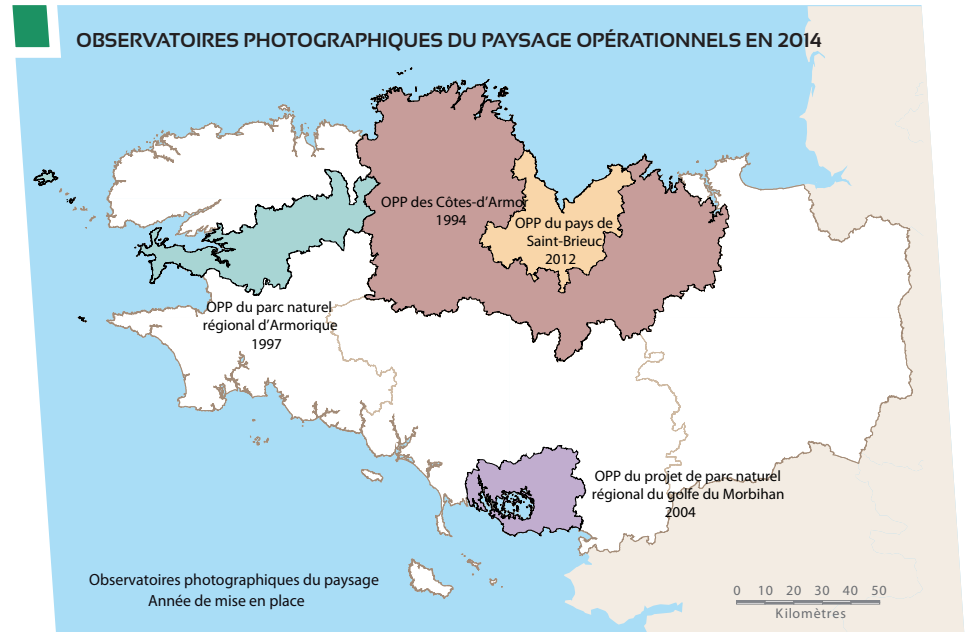 OBSERVATOIRES PHOTOGRAPHIQUES DU PAYSAGE OPÉRATIONNELS EN 2014
OPP des Côtes-d'Armor
1994
OPP du pays de
Saint-Brieuc
2012
OPP du parc naturel
régional d'Armorique
1997
OPP du projet de parc naturel
régional du golfe du Morbihan
2004
Observatoires photographiques du paysage
Année de mise en place
0 10 20 30 40 50
Kilomètres